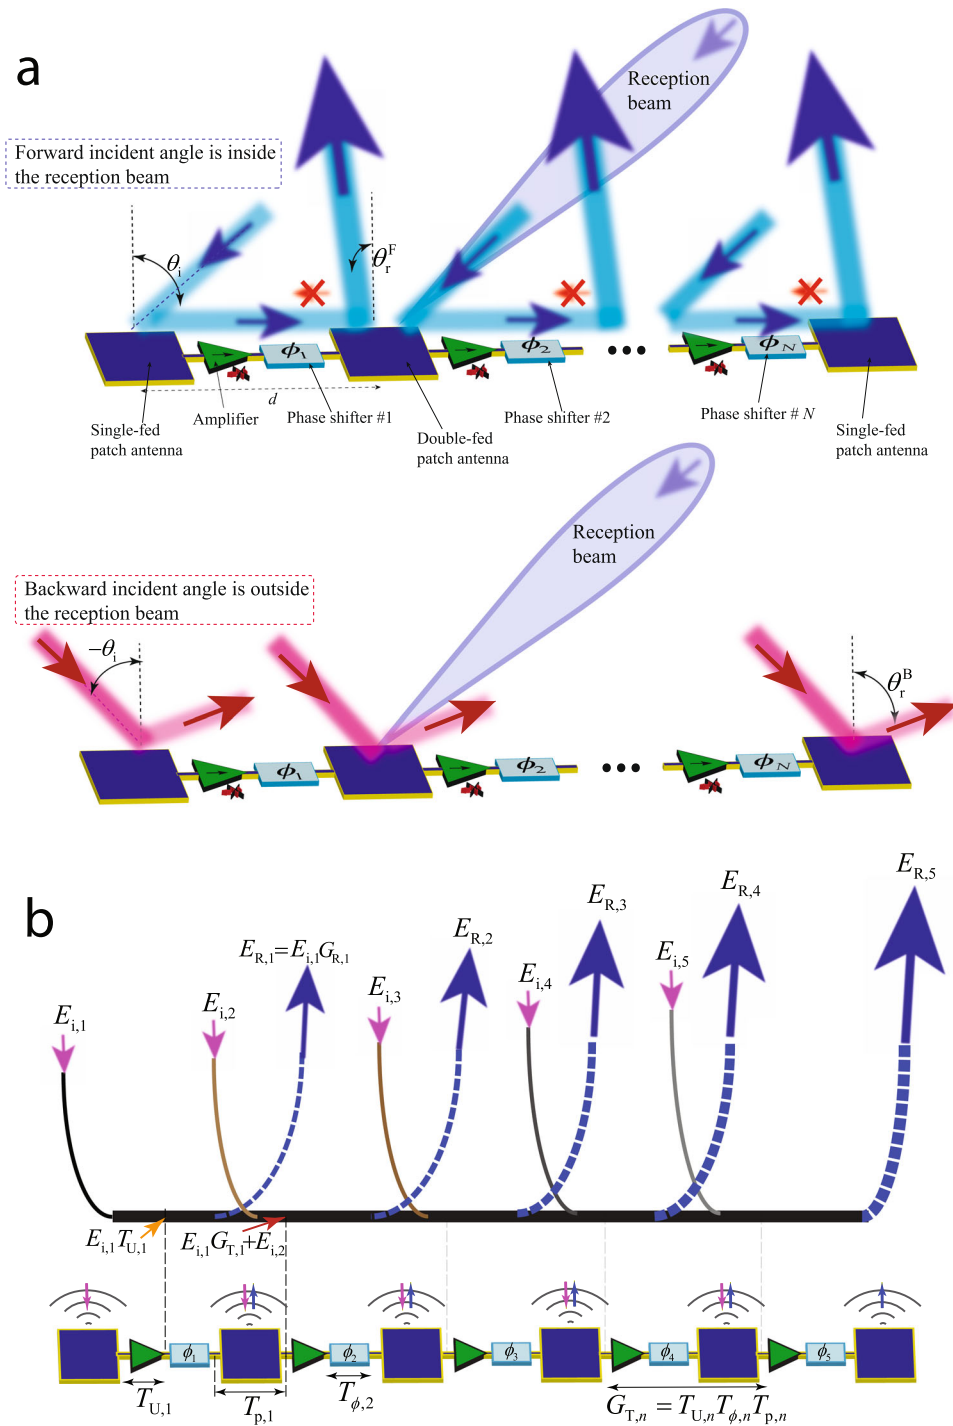 a
Reception
beam
Forward incident angle is inside
the reception beam
θi
θrF
ϕ1
ϕ2
ϕN
d
Amplifier
Phase shifter #1
Phase shifter #2
Phase shifter # N
Single-fed
patch antenna
Double-fed
patch antenna
Single-fed
patch antenna
Reception
beam
Backward incident angle is outside
the reception beam
−θi
θrB
ϕ1
ϕ2
ϕN
b
ER,5
ER,4
ER,3
ER,2
ER,1=Ei,1GR,1
Ei,5
Ei,4
Ei,3
Ei,2
Ei,1
Ei,1TU,1
Ei,1GT,1+Ei,2
ϕ1
ϕ2
ϕ3
ϕ4
ϕ5
TU,1
Tp,1
Tϕ,2
GT,n = TU,nTϕ,nTp,n